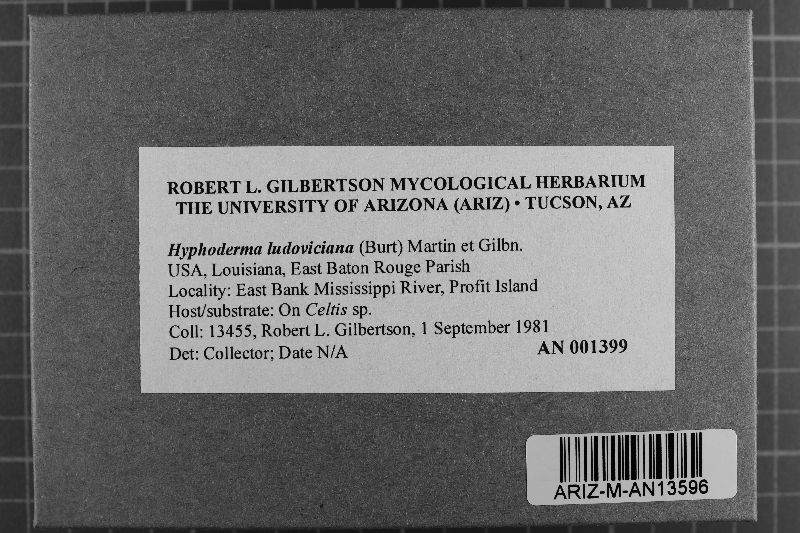 ROBERT L. GILBERTSON MYCOLOGICAL HERBARIUM
THE UNIVERSITY OF ARIZONA (ARIZ) • TUCSON, AZ
Hyphoderma ludoviciana (Burt) Martin et Gilbn.
USA, Louisiana, East Baton Rouge Parish
Locality: East Bank Mississippi River, Profit Island
Host/substrate: On Celtis sp.
Coll: 13455, Robert L. Gilbertson, 1 September 1981
Det: Collector; Date N/A
AN 001399
ARIZ-M-AN13596